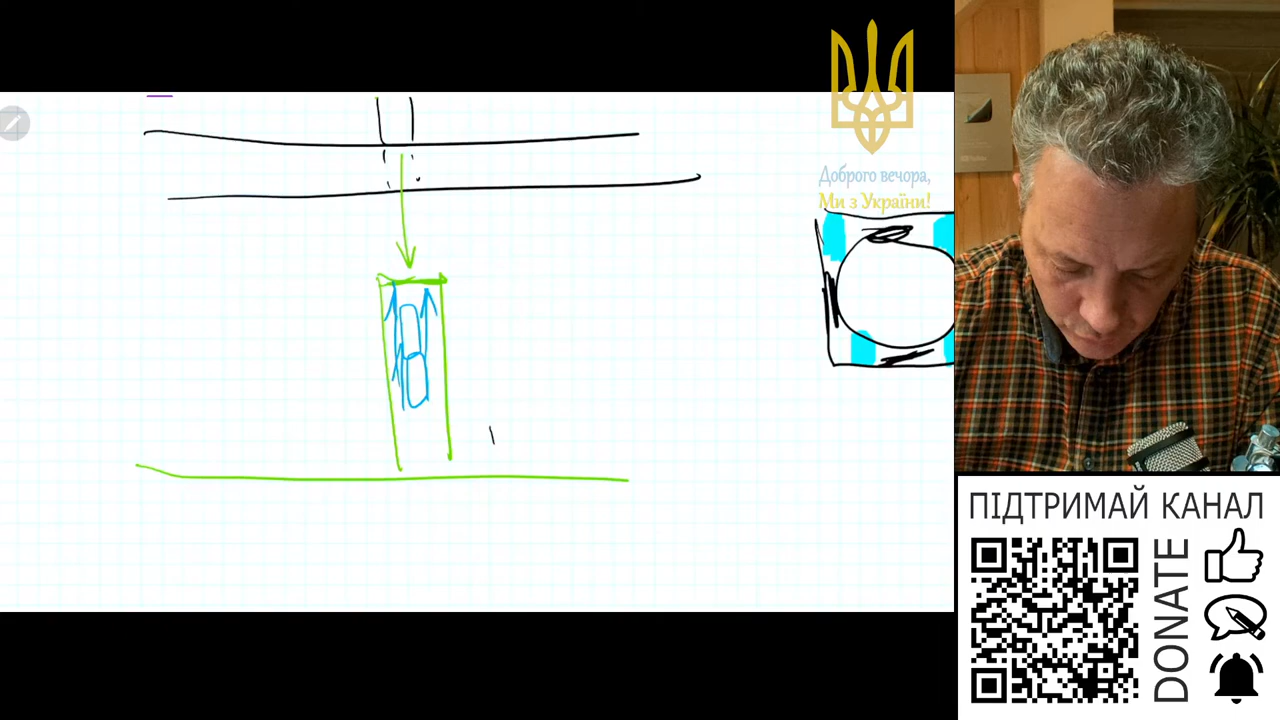 Доброго вечора,
Ми з України!
ПІДТРИМАЙ КАНАЛ
DONATE